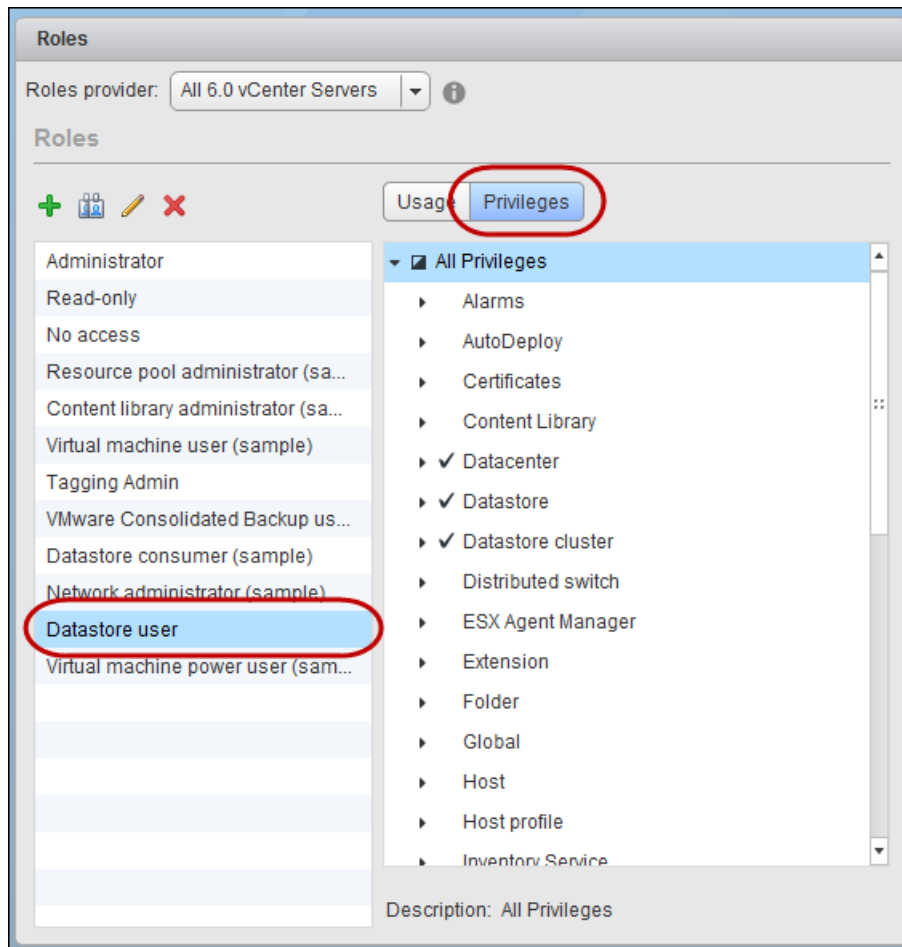 Roles
Roles provider: All 6.0 vCenter Servers
Roles
Usage Privileges
Administrator
Read-only
No access
Resource pool administrator (sa...
Content library administrator (sa...
Virtual machine user (sample)
Tagging Admin
VMware Consolidated Backup us...
Datastore consumer (sample)
Network administrator (sample)
Datastore user
Virtual machine power user (sam...
All Privileges
Alarms
AutoDeploy
Certificates
Content Library
Datacenter
Datastore
Datastore cluster
Distributed switch
ESX Agent Manager
Extension
Folder
Global
Host
Host profile
Inventory Service
Description: All Privileges